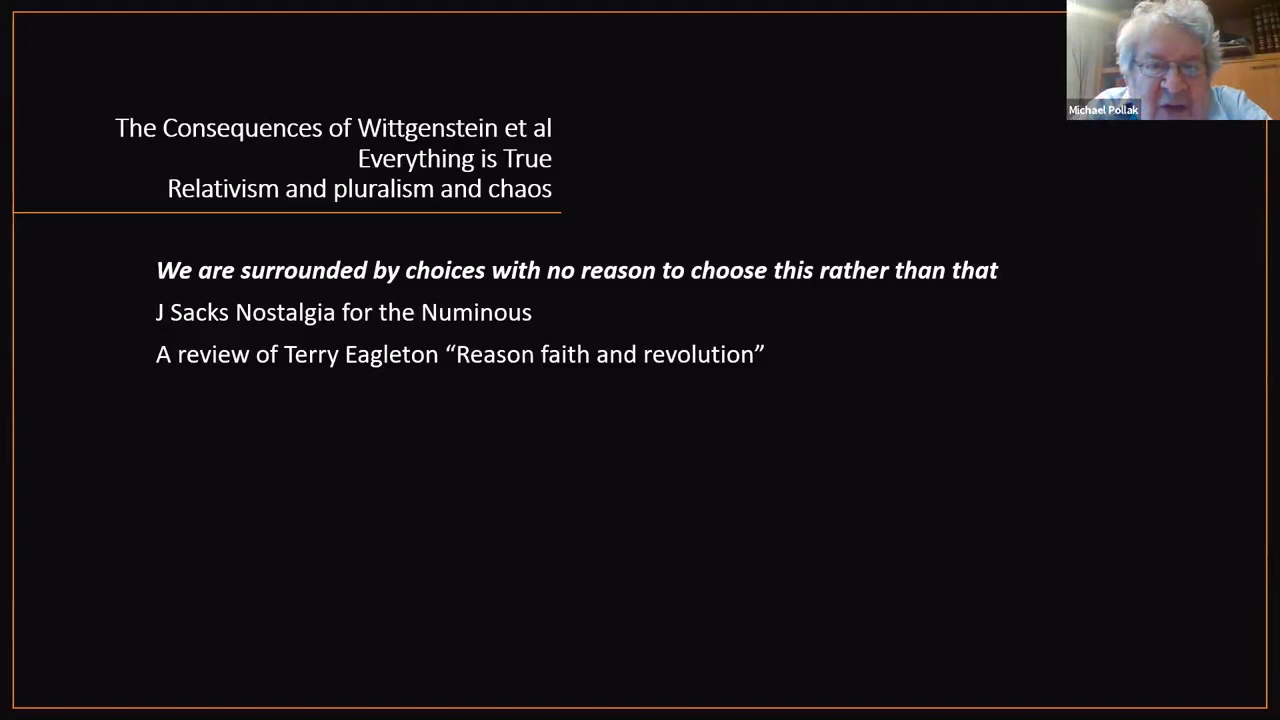 The Consequences of Wittgenstein et al
Everything is True
Relativism and pluralism and chaos
We are surrounded by choices with no reason to choose this rather than that
J Sacks Nostalgia for the Numinous
A review of Terry Eagleton “Reason faith and revolution”
Michael Pollak